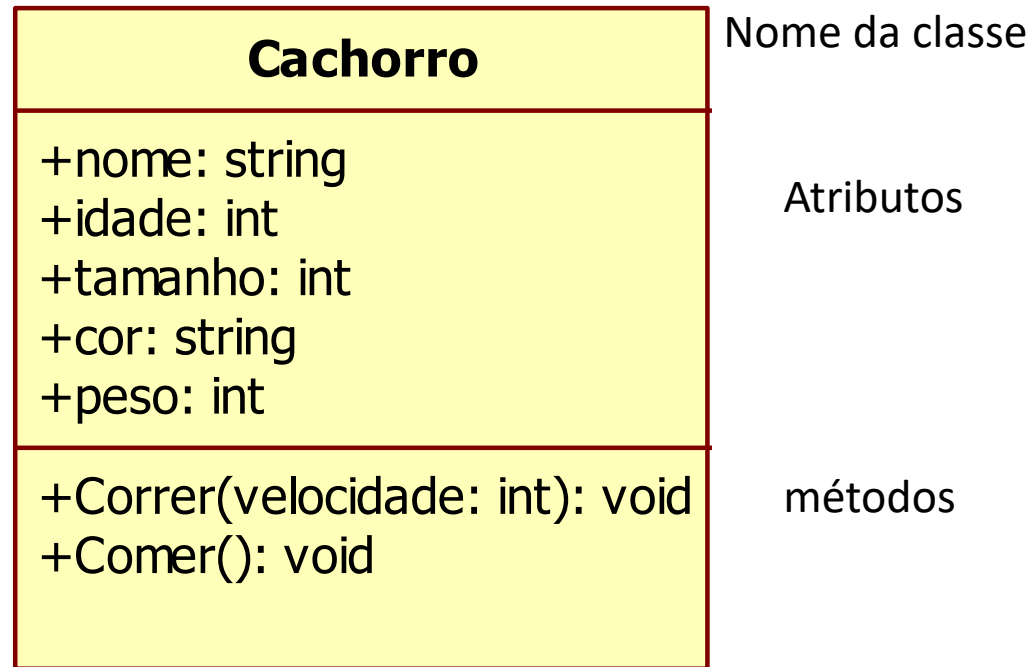 Cachorro
Nome da classe
+nome: string
+idade: int
+tamanho: int
+cor: string
+peso: int
Atributos
+Correr(velocidade: int): void
+Comer(): void
métodos